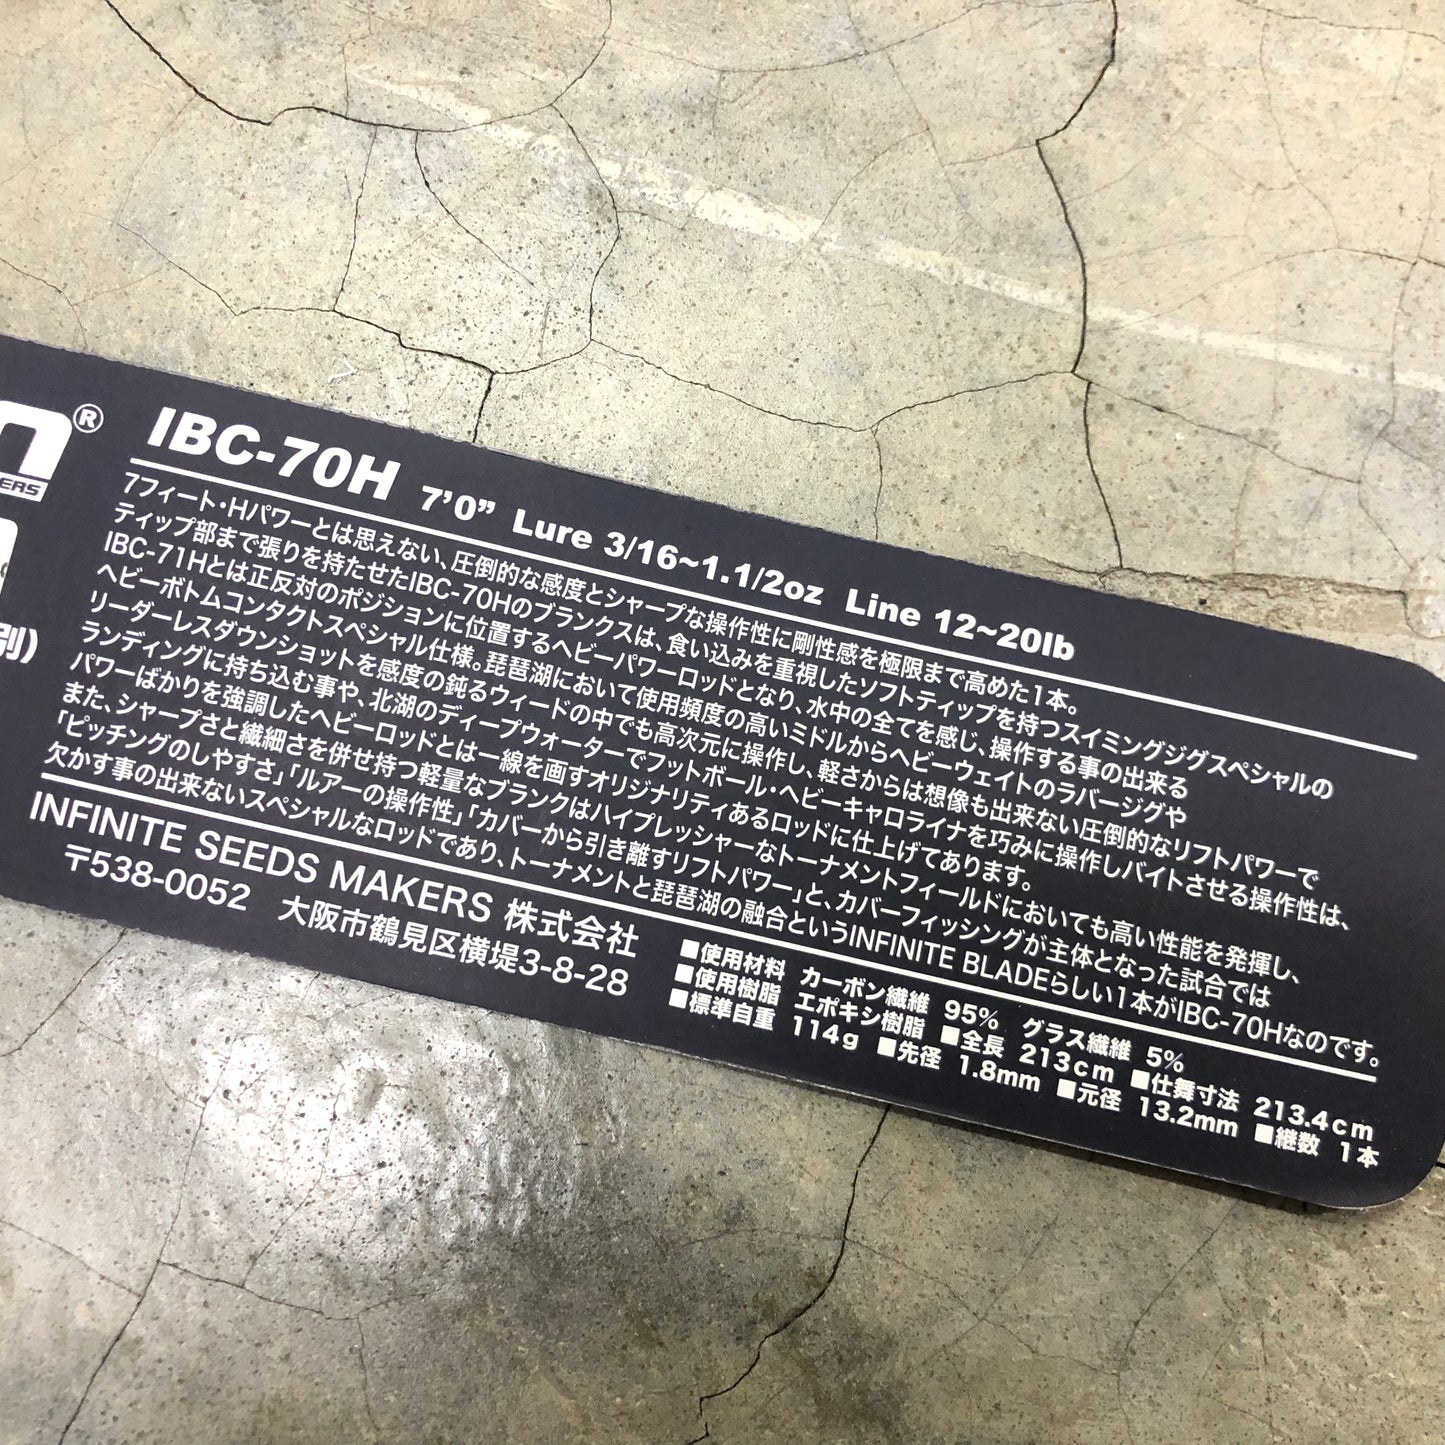 n®
ERS
別)
IBC-70H 7'0" Lure 3/16~1.1/2oz Line 12~20lb
7フィート・Hパワーとは思えない、圧倒的な感度とシャープな操作性に剛性感を極限まで高めた1本。
ティップ部まで張りを持たせたIBC-70Hのブランクスは、食い込みを重視したソフトティップを持つスイミングジグスペシャルの
IBC-71Hとは正反対のポジションに位置するヘビーパワーロッドとなり、水中の全てを感じ、操作する事の出来る
ヘビーボトムコンタクトスペシャル仕様。琵琶湖において使用頻度の高いミドルからヘビーウェイトのラバージグや
リーダーレスダウンショットを感度の鈍るウィードの中でも高次元に操作し、軽さからは想像も出来ない圧倒的なリフトパワーで
ランディングに持ち込む事や、北湖のディープウォーターでフットボール・ヘビーキャロライナを巧みに操作しバイトさせる操作性は、
パワーばかりを強調したヘビーロッドとは一線を画すオリジナリティあるロッドに仕上げてあります。
また、シャープさと繊細さを併せ持つ軽量なブランクはハイプレッシャーなトーナメントフィールドにおいても高い性能を発揮し、
「ピッチングのしやすさ」「ルアーの操作性」「カバーから引き離すリフトパワー」と、カバーフィッシングが主体となった試合では
欠かす事の出来ないスペシャルなロッドであり、トーナメントと琵琶湖の融合というINFINITE BLADEらしい1本がIBC-70Hなのです。
INFINITE SEEDS MAKERS 株式会社
〒538-0052 大阪市鶴見区横堤3-8-28
■使用材料 カーボン繊維 95% グラス繊維 5%
■使用樹脂 エポキシ樹脂 ■全長 213cm ■仕舞寸法 213.4cm
■標準自重 114g ■先径 1.8mm ■元径 13.2mm ■継数 1本